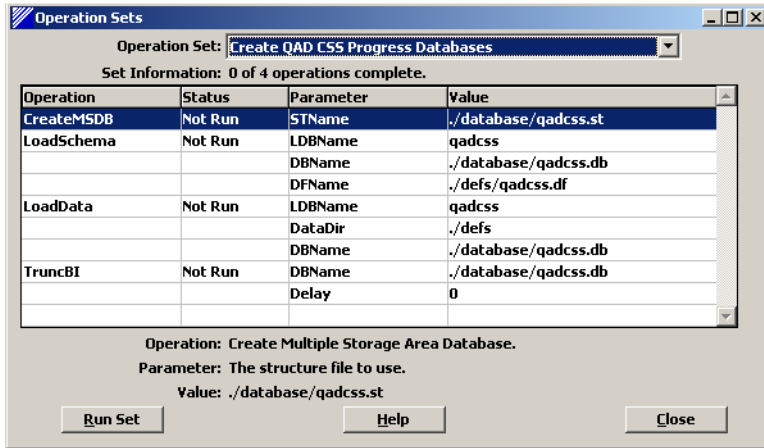 Operation Sets
Operation Set: Create QAD CSS Progress Databases
Set Information: 0 of 4 operations complete.
Operation Status Parameter Value
CreateMSDB Not Run STName ./database/qadcss.st
LoadSchema Not Run LDBName qadcss
DBName ./database/qadcss.db
DFName ./defs/qadcss.df
LoadData Not Run LDBName qadcss
DataDir ./defs
DBName ./database/qadcss.db
TruncBI Not Run DBName ./database/qadcss.db
Delay 0
Operation: Create Multiple Storage Area Database.
Parameter: The structure file to use.
Value: ./database/qadcss.st
Run Set Help Close